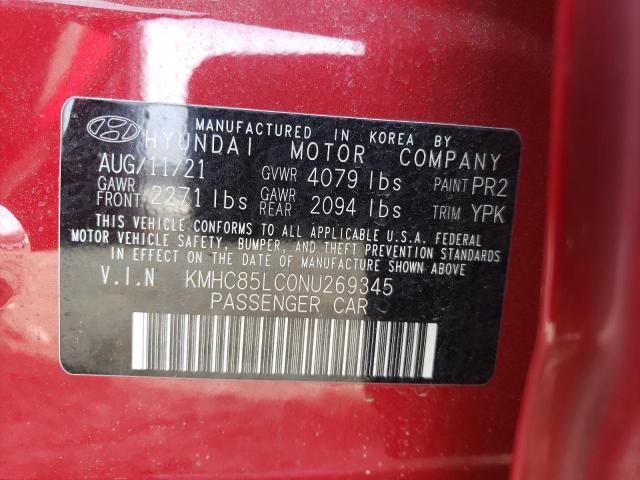 MANUFACTURED IN KOREA BY
HYUNDAI MOTOR COMPANY
AUG/11/21 GVWR 4079 lbs PAINT PR2
GAWR FRONT 2271 lbs GAWR REAR 2094 lbs TRIM YPK
THIS VEHICLE CONFORMS TO ALL APPLICABLE U.S.A. FEDERAL
MOTOR VEHICLE SAFETY, BUMPER, AND THEFT PREVENTION STANDARDS
IN EFFECT ON THE DATE OF MANUFACTURE SHOWN ABOVE
V.I.N KMHC85LC0NU269345
PASSENGER CAR